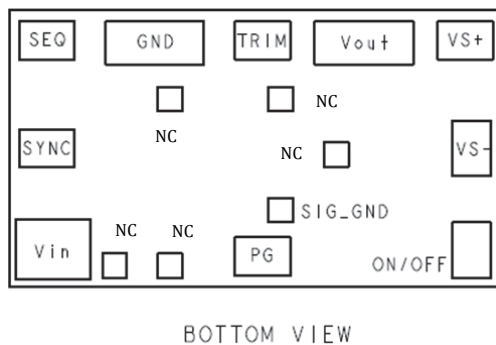 SEQ GND TRIM Vout VS+
NC
NC
SYNC NC VS-
SIG_GND
NC NC
Vin PG ON/OFF
BOTTOM VIEW